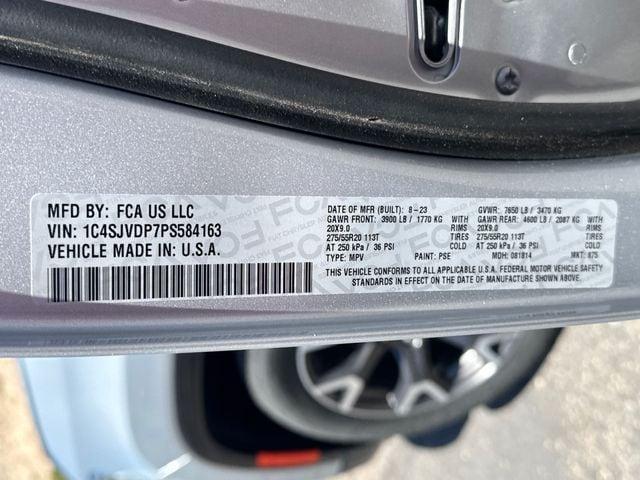 MFD BY: FCA US LLC
VIN: 1C4SJVDP7PS584163
VEHICLE MADE IN: U.S.A.
DATE OF MFR (BUILT): 8-23 GVWR: 7650 LB / 3470 KG
GAWR FRONT: 3900 LB / 1770 KG WITH GAWR REAR: 4600 LB / 2087 KG WITH
20X9.0 RIMS 20X9.0 RIMS
275/55R20 113T TIRES 275/55R20 113T TIRES
AT 250 kPa / 36 PSI COLD AT 250 kPa / 36 PSI COLD
TYPE: MPV PAINT: PSE MDH: 081814 MKT: 875
THIS VEHICLE CONFORMS TO ALL APPLICABLE U.S.A. FEDERAL MOTOR VEHICLE SAFETY
STANDARDS IN EFFECT ON THE DATE OF MANUFACTURE SHOWN ABOVE.